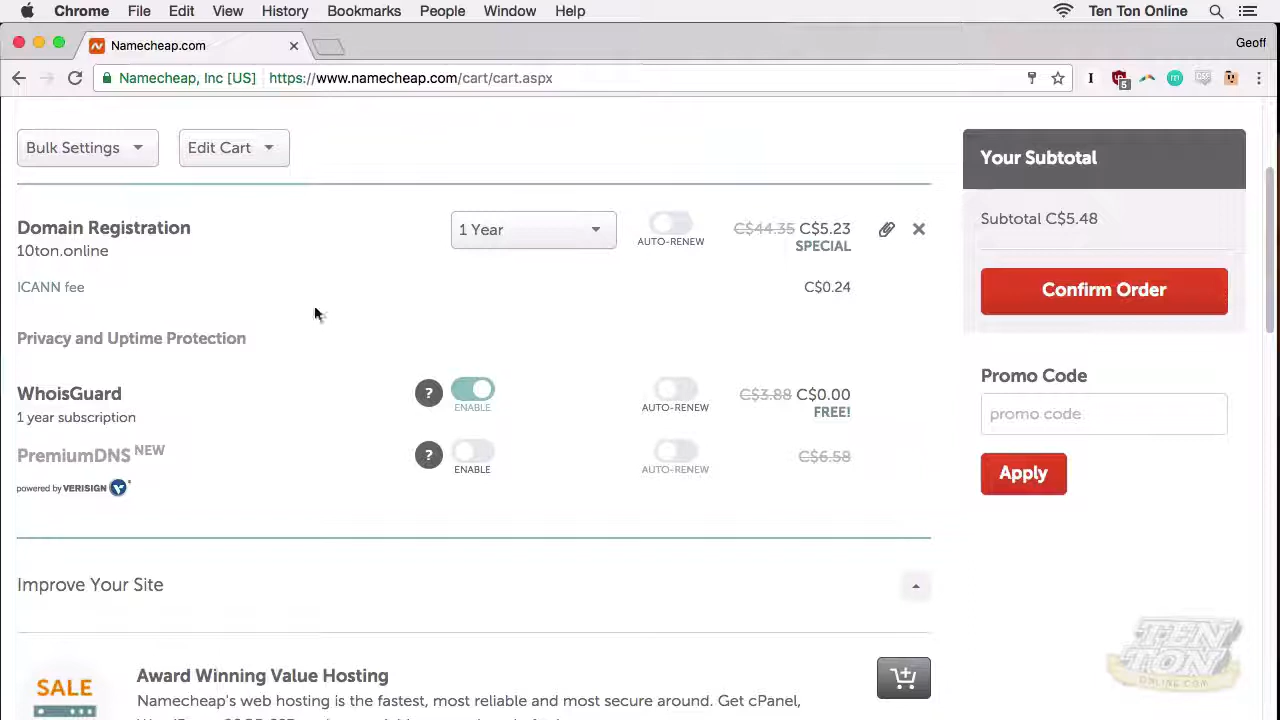 Chrome File Edit View History Bookmarks People Window Help Ten Ton Online
Namecheap.com Geoff
Namecheap, Inc [US] https://www.namecheap.com/cart/cart.aspx
5
Bulk Settings Edit Cart
Your Subtotal
Domain Registration 1 Year C$44.35 C$5.23
10ton.online AUTO-RENEW SPECIAL
Subtotal C$5.48
ICANN fee C$0.24
Confirm Order
Privacy and Uptime Protection
Promo Code
WhoisGuard ? C$3.88 C$0.00
1 year subscription ENABLE AUTO-RENEW FREE!
promo code
PremiumDNS NEW ? C$6.58
ENABLE AUTO-RENEW
powered by VERISIGN
Apply
Improve Your Site
Award Winning Value Hosting
SALE
Namecheap's web hosting is the fastest, most reliable and most secure around. Get cPanel,
TEN
TON
ONLINE.COM